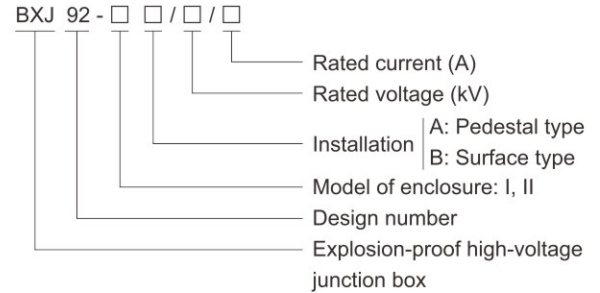 BXJ 92 - □ □ / □ / □
Rated current (A)
Rated voltage (kV)
Installation
A: Pedestal type
B: Surface type
Model of enclosure: I, II
Design number
Explosion-proof high-voltage
junction box